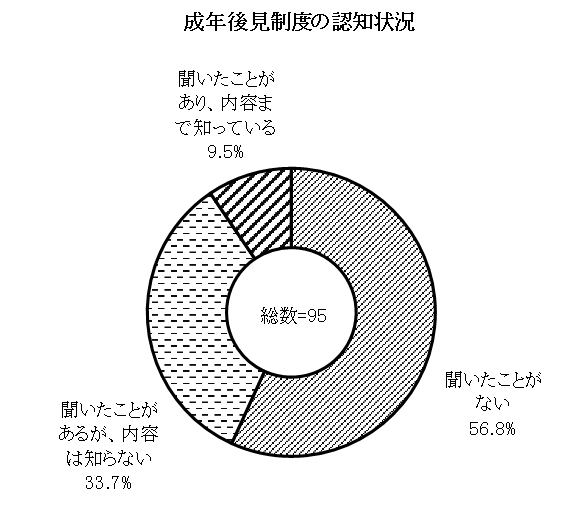 成年後見制度の認知状況
聞いたことが
あり、内容ま
で知っている
9.5%
総数=95
聞いたことが
ない
56.8%
聞いたことが
あるが、内容
は知らない
33.7%